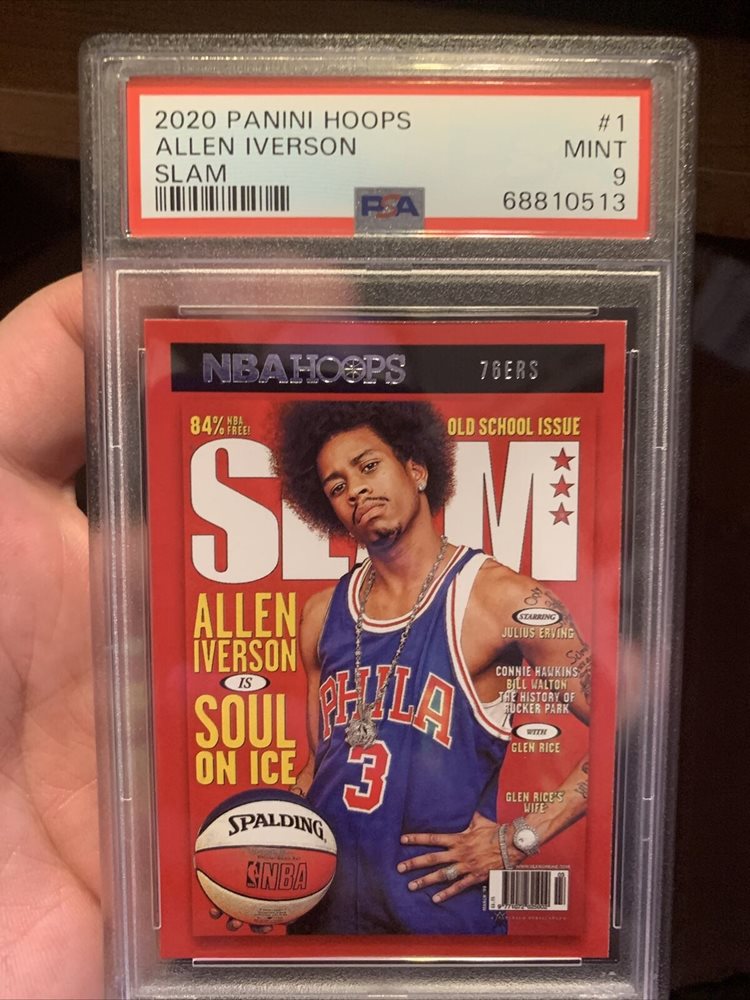 2020 PANINI HOOPS #1
ALLEN IVERSON MINT
SLAM 9
PSA 68810513
NBA HOOPS 76ERS
84% NBA FREE!
OLD SCHOOL ISSUE
SLAM
ALLEN
IVERSON
IS
SOUL
ON ICE
STARRING
JULIUS ERVING
CONNIE HAWKINS
BILL WALTON
THE HISTORY OF
RUCKER PARK
WITH
GLEN RICE
GLEN RICE'S
WIFE
PHILA
3
SPALDING
NBA